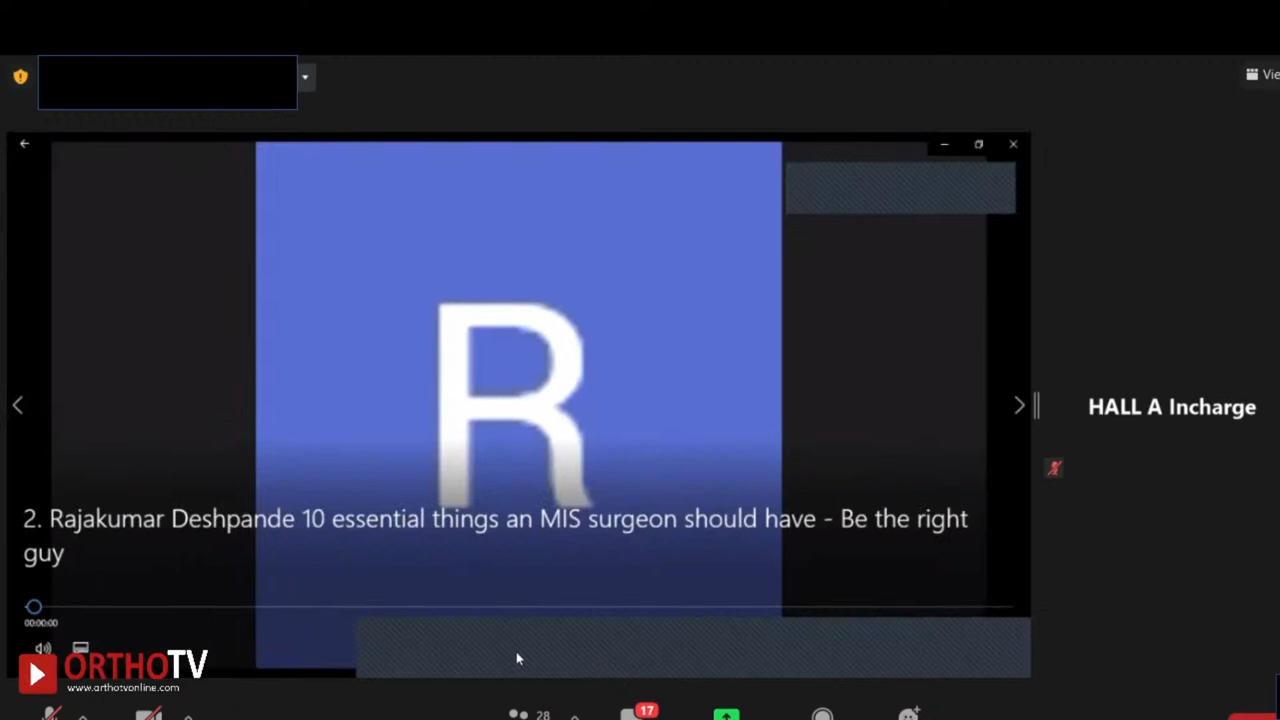 Vie
R
HALL A Incharge
2. Rajakumar Deshpande 10 essential things an MIS surgeon should have - Be the right
guy
00:00:00
ORTHOTV
www.orthotvonline.com
28
17